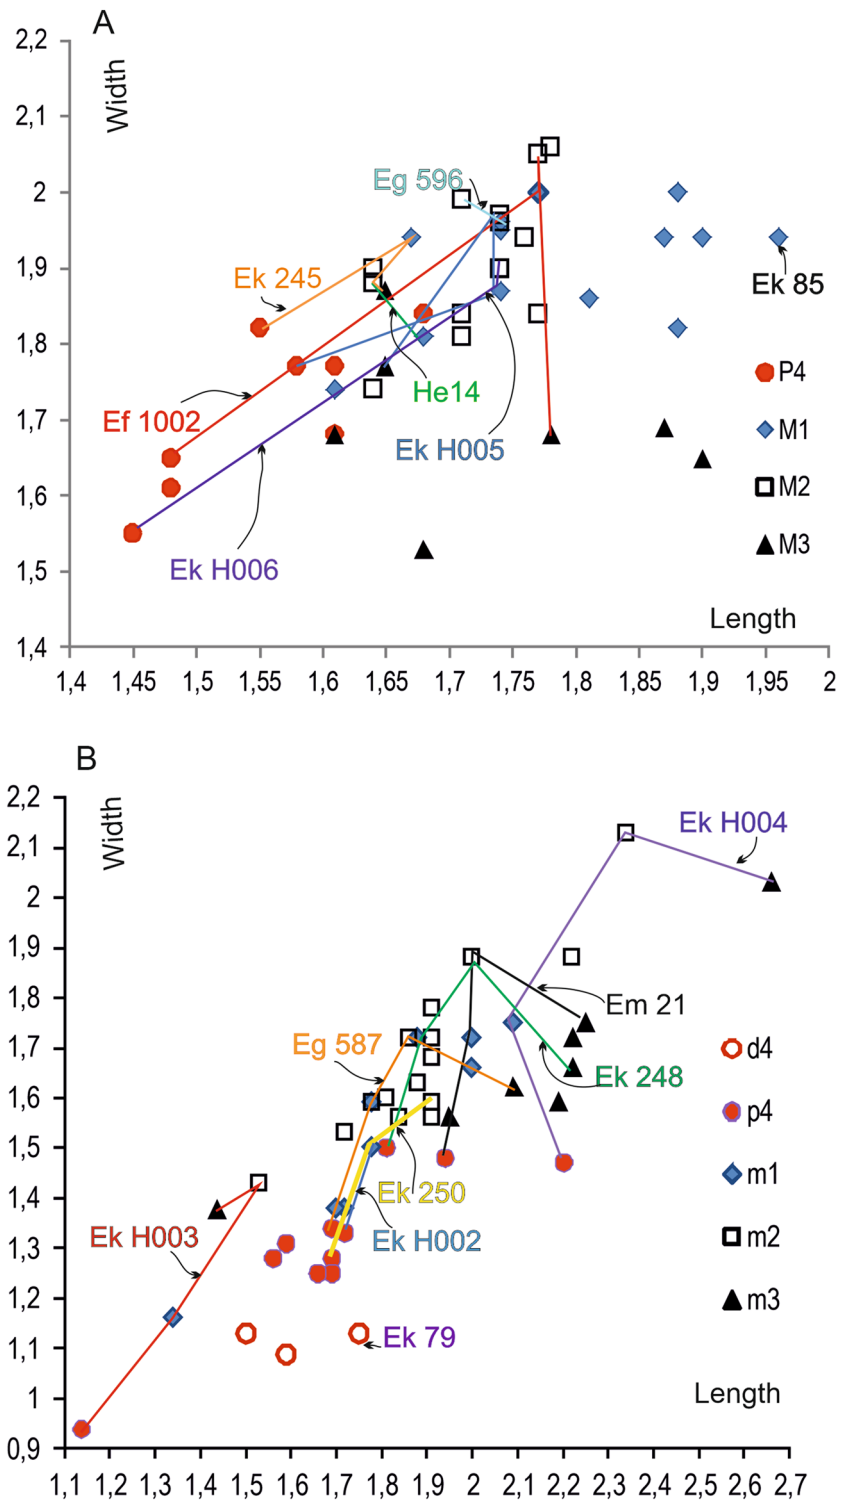 A
Width
2,2
2,1
2
1,9
1,8
1,7
1,6
1,5
1,4
Eg 596
Ek 245
Ek 85
He14
Ef 1002
Ek H005
Ek H006
P4
M1
M2
M3
Length
1,4 1,45 1,5 1,55 1,6 1,65 1,7 1,75 1,8 1,85 1,9 1,95 2
B
Width
2,2
2,1
2
1,9
1,8
1,7
1,6
1,5
1,4
1,3
1,2
1,1
1
0,9
Ek H004
Em 21
Eg 587
Ek 248
Ek 250
Ek H003
Ek H002
Ek 79
d4
p4
m1
m2
m3
Length
1,1 1,2 1,3 1,4 1,5 1,6 1,7 1,8 1,9 2 2,1 2,2 2,3 2,4 2,5 2,6 2,7